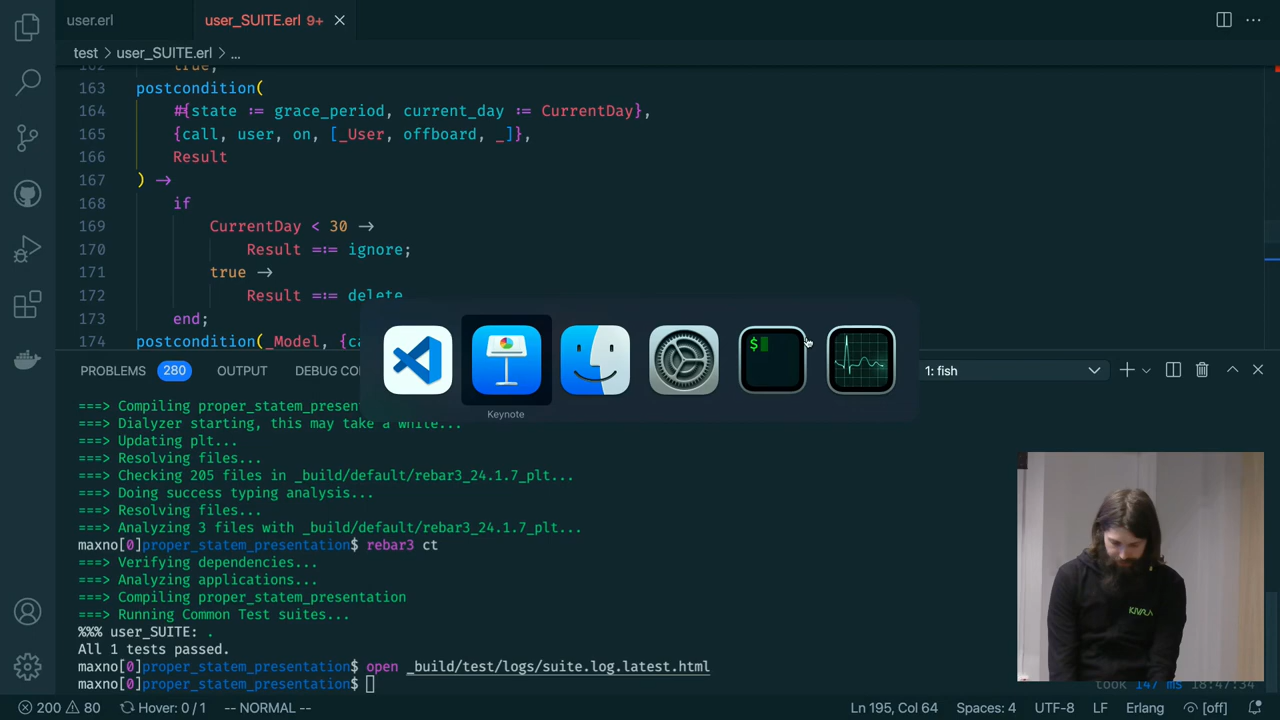 user.erl
user_SUITE.erl 9+
test > user_SUITE.erl > ...
162 true;
163 postcondition(
164 #{state := grace_period, current_day := CurrentDay},
165 {call, user, on, [_User, offboard, _]},
166 Result
167 ) ->
168 if
169 CurrentDay < 30 ->
170 Result =:= ignore;
171 true ->
172 Result =:= delete
173 end;
174 postcondition(_Model, {ca
Keynote
$
PROBLEMS 280 OUTPUT DEBUG CO
1: fish
===> Compiling proper_statem_present
===> Dialyzer starting, this may take a while...
===> Updating plt...
===> Resolving files...
===> Checking 205 files in _build/default/rebar3_24.1.7_plt...
===> Doing success typing analysis...
===> Resolving files...
===> Analyzing 3 files with _build/default/rebar3_24.1.7_plt...
maxno[0]proper_statem_presentation$ rebar3 ct
===> Verifying dependencies...
===> Analyzing applications...
===> Compiling proper_statem_presentation
===> Running Common Test suites...
%%% user_SUITE: .
All 1 tests passed.
maxno[0]proper_statem_presentation$ open _build/test/logs/suite.log.latest.html
maxno[0]proper_statem_presentation$
took 147 ms 18:47:34
KIVRA
200 80 Hover: 0/1 -- NORMAL -- Ln 195, Col 64 Spaces: 4 UTF-8 LF Erlang [off]